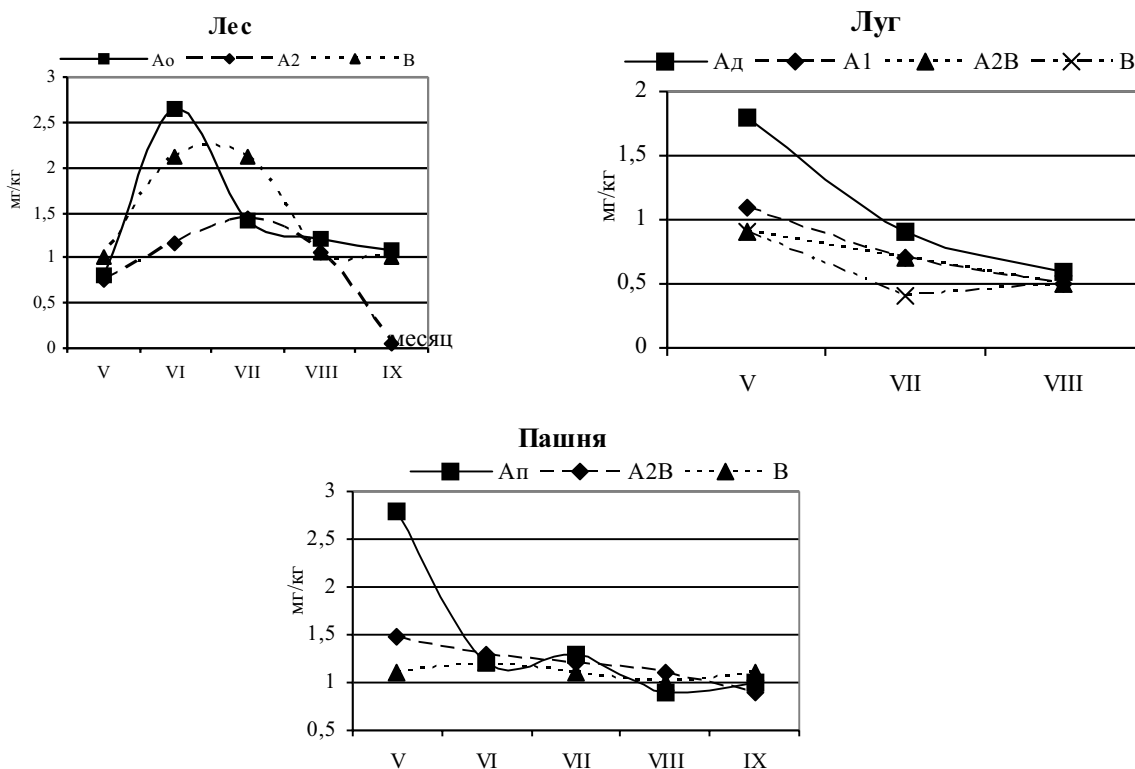 Лес
Ао А2 В
3
2,5
2
1,5
1
0,5
0
мг/кг
V VI VII VIII IX
месяц
Луг
Ад А1 А2В В
2
1,5
1
0,5
0
мг/кг
V VII VIII
Пашня
Ап А2В В
3
2,5
2
1,5
1
0,5
мг/кг
V VI VII VIII IX